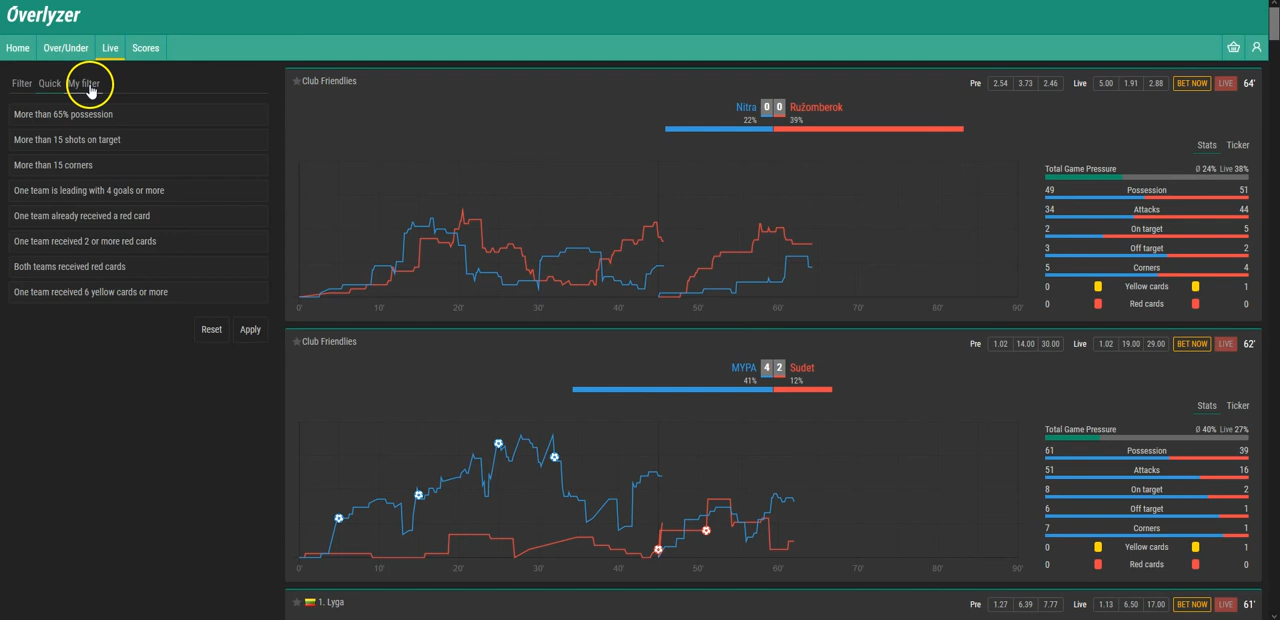 Overlyzer
Home Over/Under Live Scores
Filter Quick My filter
More than 65% possession
More than 15 shots on target
More than 15 corners
One team is leading with 4 goals or more
One team already received a red card
One team received 2 or more red cards
Both teams received red cards
One team received 6 yellow cards or more
Reset Apply
Club Friendlies
Pre 2.54 3.73 2.46 Live 5.00 1.91 2.88 BET NOW LIVE 64'
Nitra 0 0 Ružomberok
22% 39%
Stats Ticker
Total Game Pressure Ø 24% Live 38%
49 Possession 51
34 Attacks 44
2 On target 5
3 Off target 2
5 Corners 4
0 Yellow cards 1
0 Red cards 0
0' 10' 20' 30' 40' 50' 60' 70' 80' 90'
Club Friendlies
Pre 1.02 14.00 30.00 Live 1.02 19.00 29.00 BET NOW LIVE 62'
MYPA 4 2 Sudet
41% 12%
Stats Ticker
Total Game Pressure Ø 40% Live 27%
61 Possession 39
51 Attacks 16
8 On target 2
6 Off target 1
7 Corners 1
0 Yellow cards 1
0 Red cards 0
0' 10' 20' 30' 40' 50' 60' 70' 80' 90'
1. Lyga
Pre 1.27 6.39 7.77 Live 1.13 6.50 17.00 BET NOW LIVE 61'